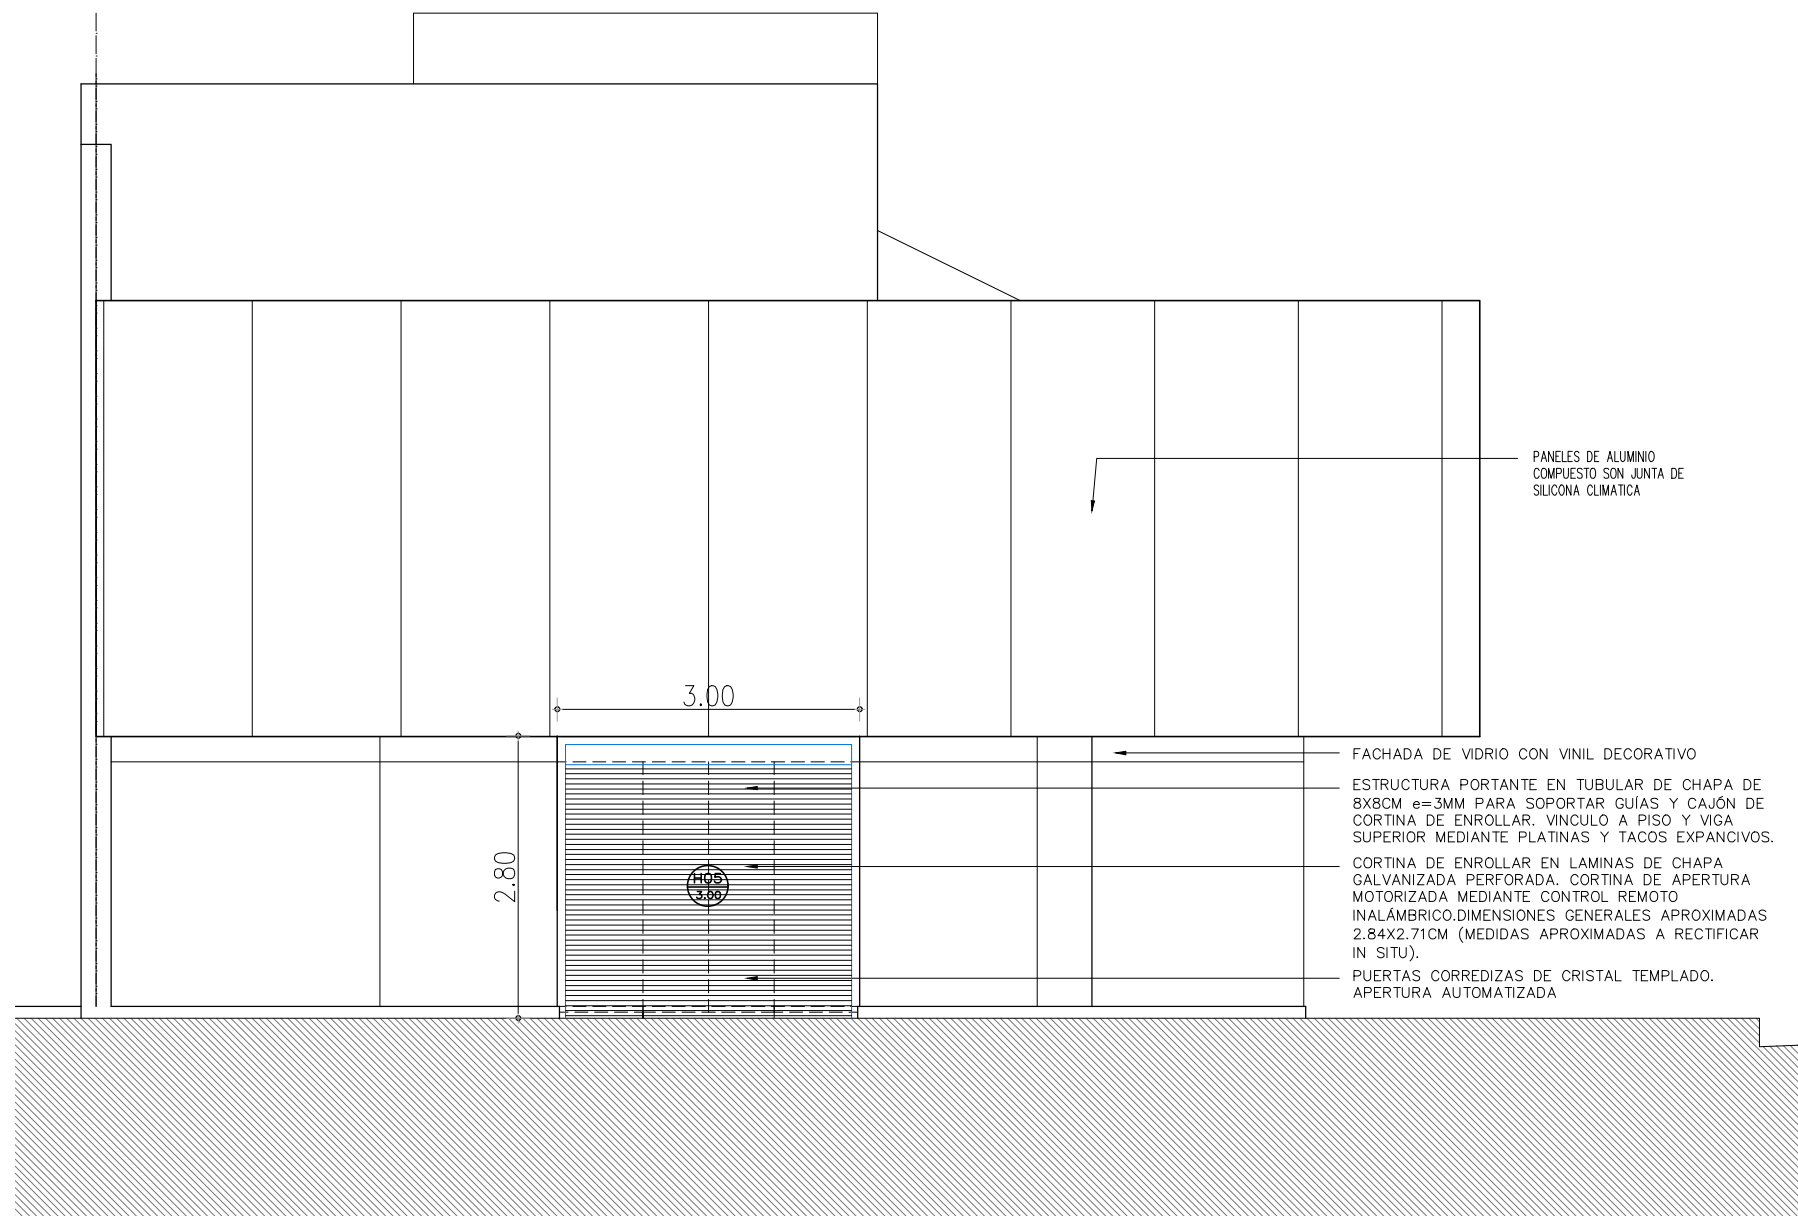 PANELES DE ALUMINIO
COMPUESTO SON JUNTA DE
SILICONA CLIMATICA
3.00
FACHADA DE VIDRIO CON VINIL DECORATIVO
ESTRUCTURA PORTANTE EN TUBULAR DE CHAPA DE
8X8CM e=3MM PARA SOPORTAR GUÍAS Y CAJÓN DE
CORTINA DE ENROLLAR. VINCULO A PISO Y VIGA
SUPERIOR MEDIANTE PLATINAS Y TACOS EXPANCIVOS.
2.80
H05
3.00
CORTINA DE ENROLLAR EN LAMINAS DE CHAPA
GALVANIZADA PERFORADA. CORTINA DE APERTURA
MOTORIZADA MEDIANTE CONTROL REMOTO
INALÁMBRICO.DIMENSIONES GENERALES APROXIMADAS
2.84X2.71CM (MEDIDAS APROXIMADAS A RECTIFICAR
IN SITU).
PUERTAS CORREDIZAS DE CRISTAL TEMPLADO.
APERTURA AUTOMATIZADA